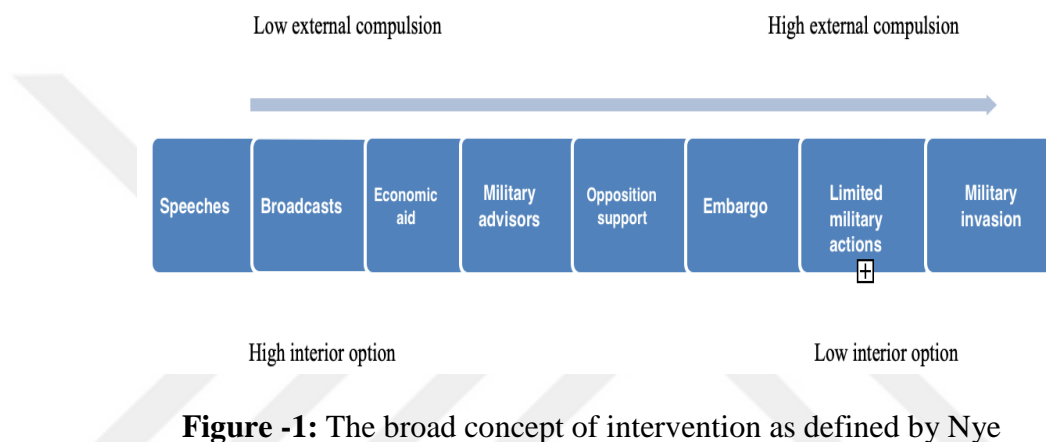 Low external compulsion
High external compulsion
Speeches
Broadcasts
Economic
aid
Military
advisors
Opposition
support
Embargo
Limited
military
actions
Military
invasion
High interior option
Low interior option
Figure -1: The broad concept of intervention as defined by Nye